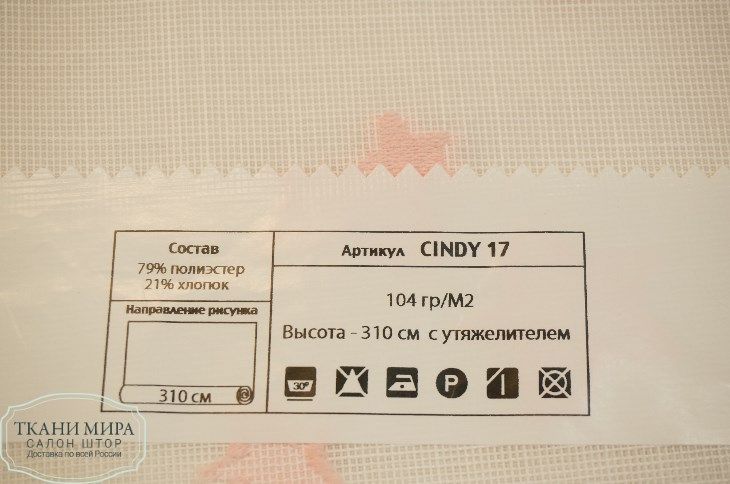 Состав
79% полиэстер
21% хлопок
Направление рисунка
310 см
Артикул CINDY 17
104 гр/М2
Высота - 310 см с утяжелителем
30°
P
ТКАНИ МИРА
САЛОН ШТОР
Доставка по всей России